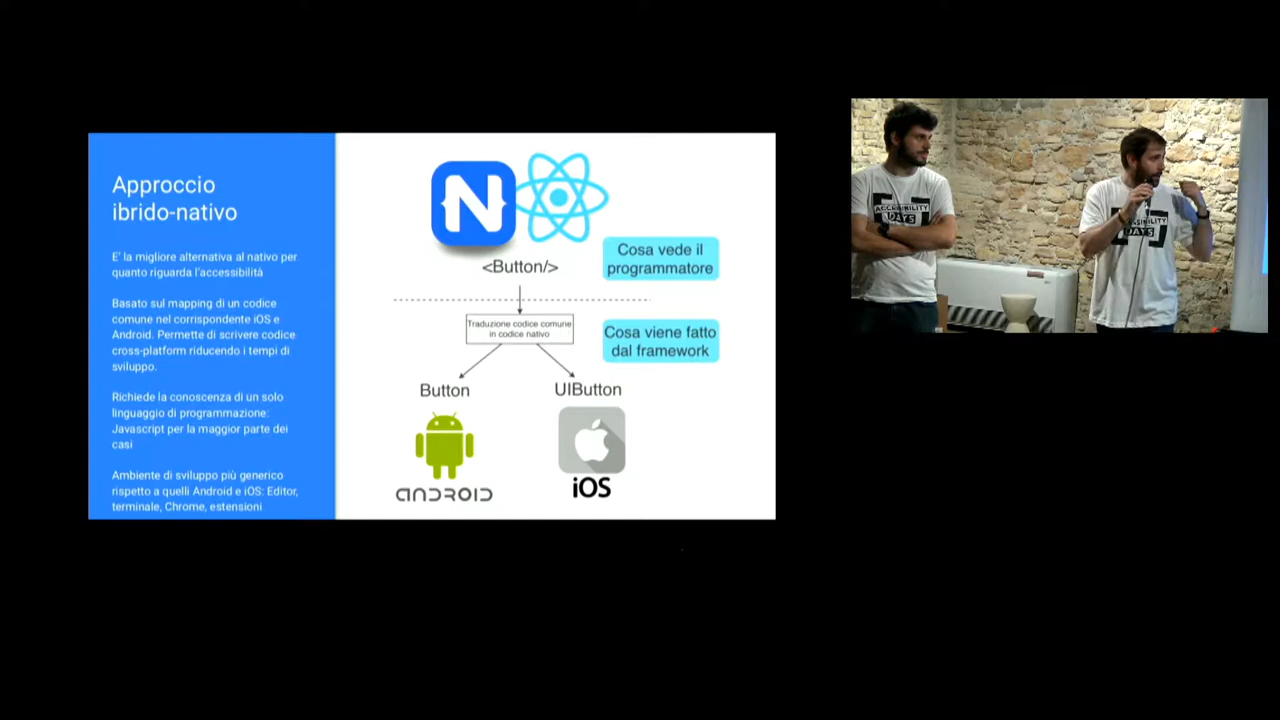 Approccio
ibrido-nativo
E' la migliore alternativa al nativo per
quanto riguarda l'accessibilità
Basato sul mapping di un codice
comune nel corrispondente iOS e
Android. Permette di scrivere codice
cross-platform riducendo i tempi di
sviluppo.
Richiede la conoscenza di un solo
linguaggio di programmazione:
Javascript per la maggior parte dei
casi
Ambiente di sviluppo più generico
rispetto a quelli Android e iOS: Editor,
terminale, Chrome, estensioni
N
<Button/>
Cosa vede il
programmatore
Traduzione codice comune
in codice nativo
Cosa viene fatto
dal framework
Button
UIButton
ANDROID
iOS
ACCESSIBILITY
DAYS
DAYS